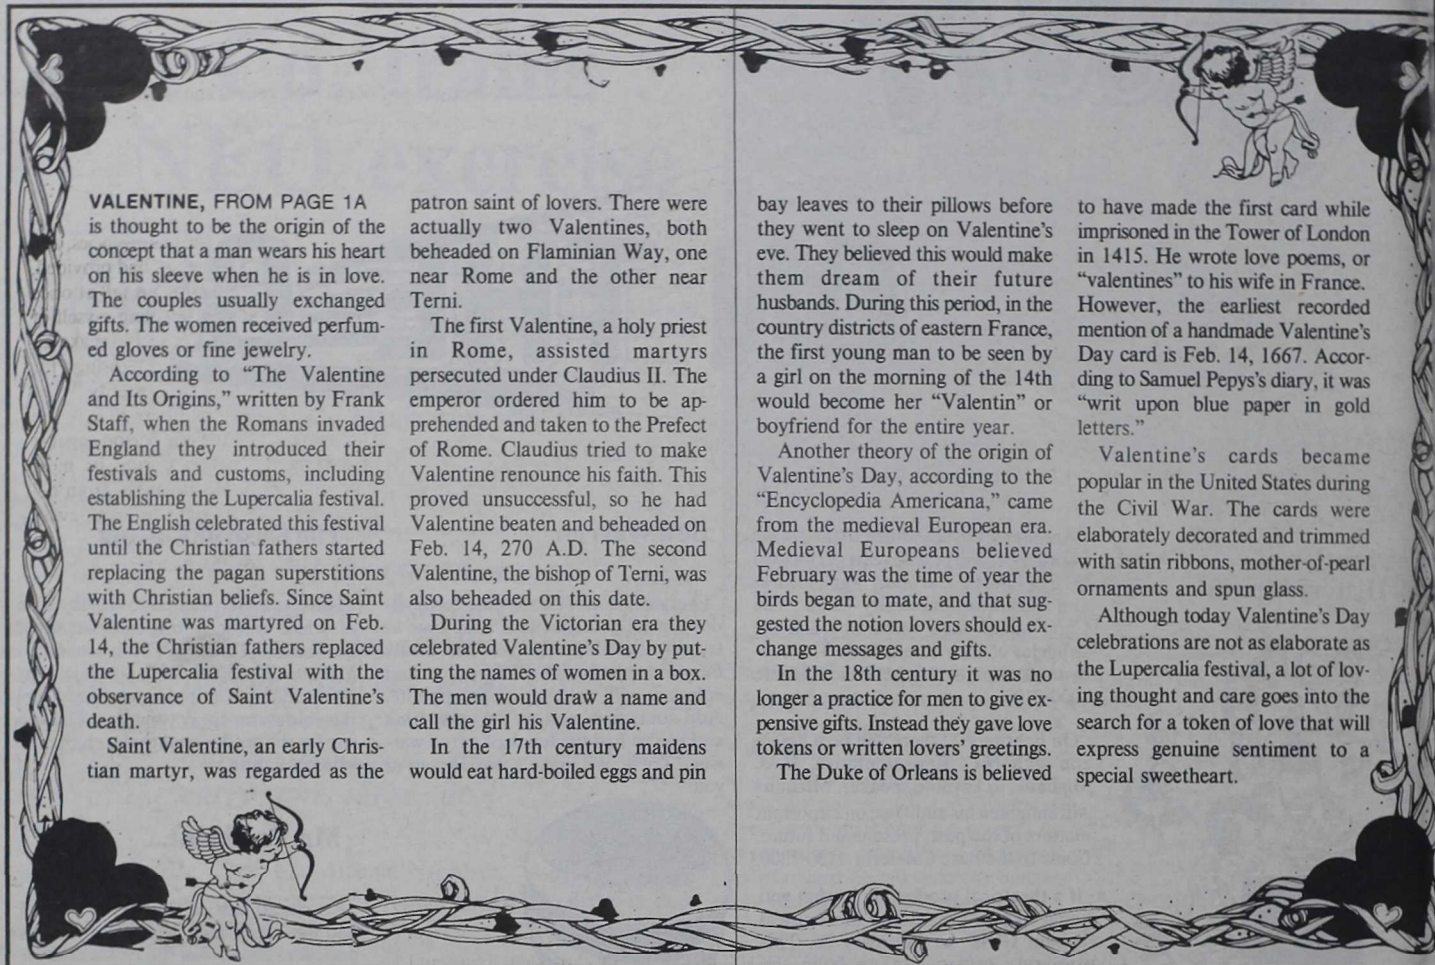 VALENTINE, FROM PAGE 1A
is thought to be the origin of the
concept that a man wears his heart
on his sleeve when he is in love.
The couples usually exchanged
gifts. The women received perfum-
ed gloves or fine jewelry.
According to “The Valentine
and Its Origins,” written by Frank
Staff, when the Romans invaded
England they introduced their
festivals and customs, including
establishing the Lupercalia festival.
The English celebrated this festival
until the Christian fathers started
replacing the pagan superstitions
with Christian beliefs. Since Saint
Valentine was martyred on Feb.
14, the Christian fathers replaced
the Lupercalia festival with the
observance of Saint Valentine’s
death.
Saint Valentine, an early Chris-
tian martyr, was regarded as the
patron saint of lovers. There were
actually two Valentines, both
beheaded on Flaminian Way, one
near Rome and the other near
Terni.
The first Valentine, a holy priest
in Rome, assisted martyrs
persecuted under Claudius II. The
emperor ordered him to be ap-
prehended and taken to the Prefect
of Rome. Claudius tried to make
Valentine renounce his faith. This
proved unsuccessful, so he had
Valentine beaten and beheaded on
Feb. 14, 270 A.D. The second
Valentine, the bishop of Terni, was
also beheaded on this date.
During the Victorian era they
celebrated Valentine’s Day by put-
ting the names of women in a box.
The men would draw a name and
call the girl his Valentine.
In the 17th century maidens
would eat hard-boiled eggs and pin
bay leaves to their pillows before
they went to sleep on Valentine’s
eve. They believed this would make
them dream of their future
husbands. During this period, in the
country districts of eastern France,
the first young man to be seen by
a girl on the morning of the 14th
would become her “Valentin” or
boyfriend for the entire year.
Another theory of the origin of
Valentine’s Day, according to the
“Encyclopedia Americana,” came
from the medieval European era.
Medieval Europeans believed
February was the time of year the
birds began to mate, and that sug-
gested the notion lovers should ex-
change messages and gifts.
In the 18th century it was no
longer a practice for men to give ex-
pensive gifts. Instead they gave love
tokens or written lovers’ greetings.
The Duke of Orleans is believed
to have made the first card while
imprisoned in the Tower of London
in 1415. He wrote love poems, or
“valentines” to his wife in France.
However, the earliest recorded
mention of a handmade Valentine’s
Day card is Feb. 14, 1667. Accor-
ding to Samuel Pepys’s diary, it was
“writ upon blue paper in gold
letters.”
Valentine’s cards became
popular in the United States during
the Civil War. The cards were
elaborately decorated and trimmed
with satin ribbons, mother-of-pearl
ornaments and spun glass.
Although today Valentine’s Day
celebrations are not as elaborate as
the Lupercalia festival, a lot of lov-
ing thought and care goes into the
search for a token of love that will
express genuine sentiment to a
special sweetheart.